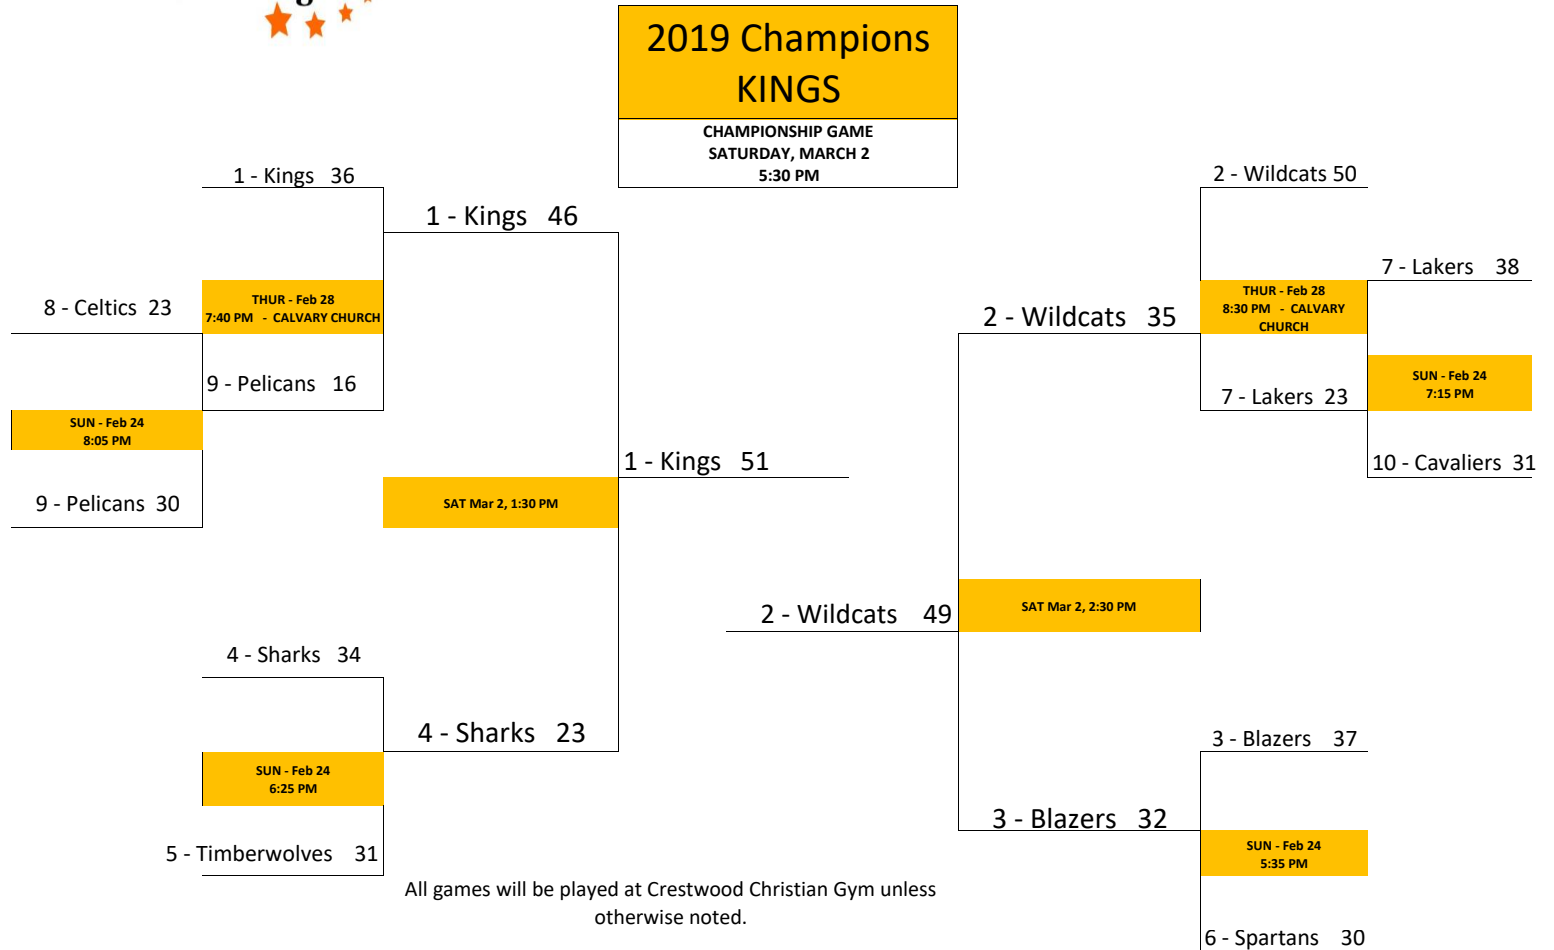 2019 Champions
KINGS
CHAMPIONSHIP GAME
SATURDAY, MARCH 2
5:30 PM
1 - Kings 36
2 - Wildcats 50
1 - Kings 46
7 - Lakers 38
8 - Celtics 23
THUR - Feb 28
7:40 PM - CALVARY CHURCH
2 - Wildcats 35
THUR - Feb 28
8:30 PM - CALVARY
CHURCH
9 - Pelicans 16
7 - Lakers 23
SUN - Feb 24
7:15 PM
SUN - Feb 24
8:05 PM
1 - Kings 51
10 - Cavaliers 31
9 - Pelicans 30
SAT Mar 2, 1:30 PM
2 - Wildcats 49
SAT Mar 2, 2:30 PM
4 - Sharks 34
4 - Sharks 23
3 - Blazers 37
SUN - Feb 24
6:25 PM
3 - Blazers 32
5 - Timberwolves 31
SUN - Feb 24
5:35 PM
All games will be played at Crestwood Christian Gym unless
otherwise noted.
6 - Spartans 30